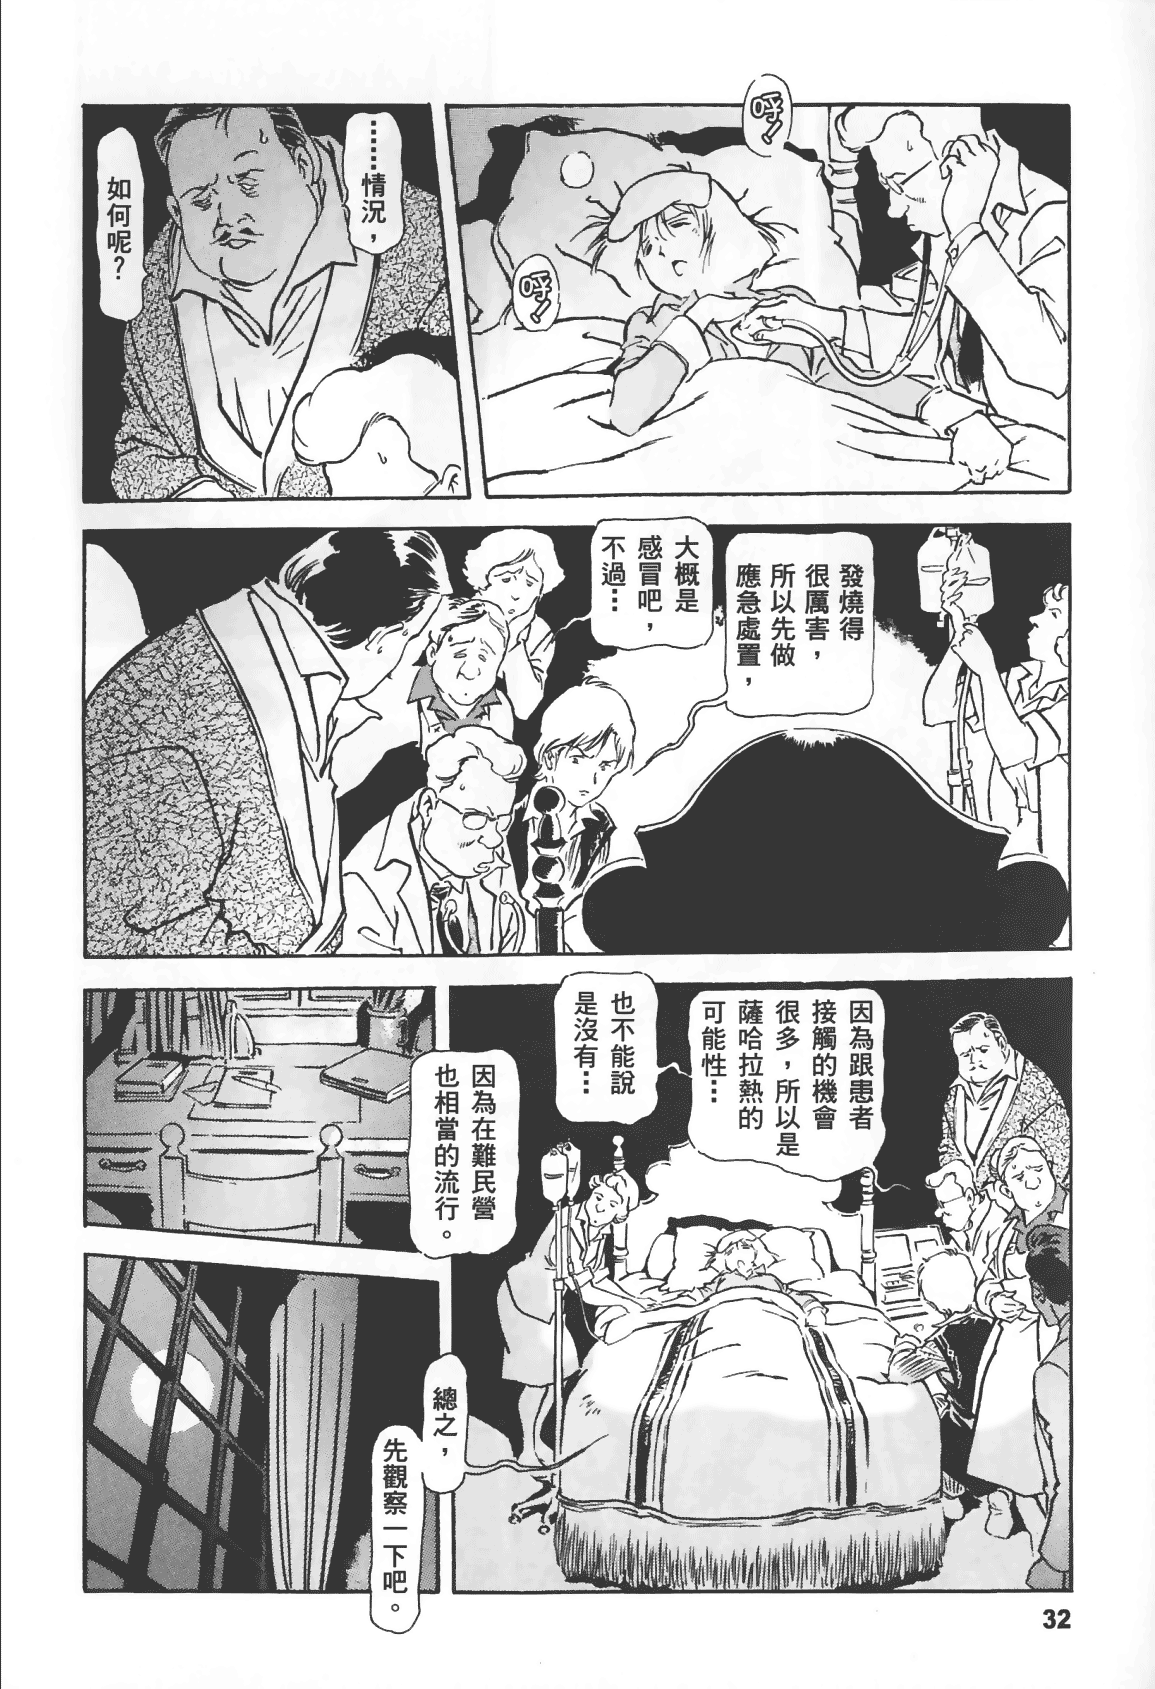 呼!
呼!
……情況，
如何呢？
發燒得
很厲害，
所以先做
應急處置，
大概是
感冒吧，
不過…
因為跟患者
接觸的機會
很多，所以是
薩哈拉熱的
可能性…
也不能說
是沒有…
因為在難民營
也相當的流行。
總之，
先觀察一下吧。
32